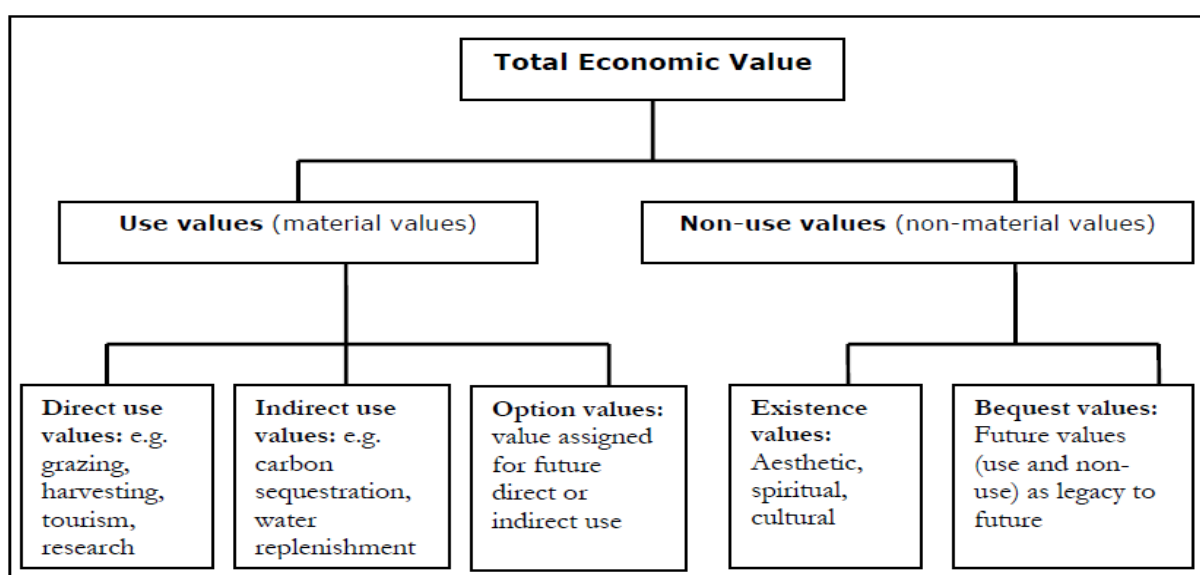 Total Economic Value
Use values (material values)
Non-use values (non-material values)
Direct use
values: e.g.
grazing,
harvesting,
tourism,
research
Indirect use
values: e.g.
carbon
sequestration,
water
replenishment
Option values:
value assigned
for future
direct or
indirect use
Existence
values:
Aesthetic,
spiritual,
cultural
Bequest values:
Future values
(use and non-
use) as legacy to
future